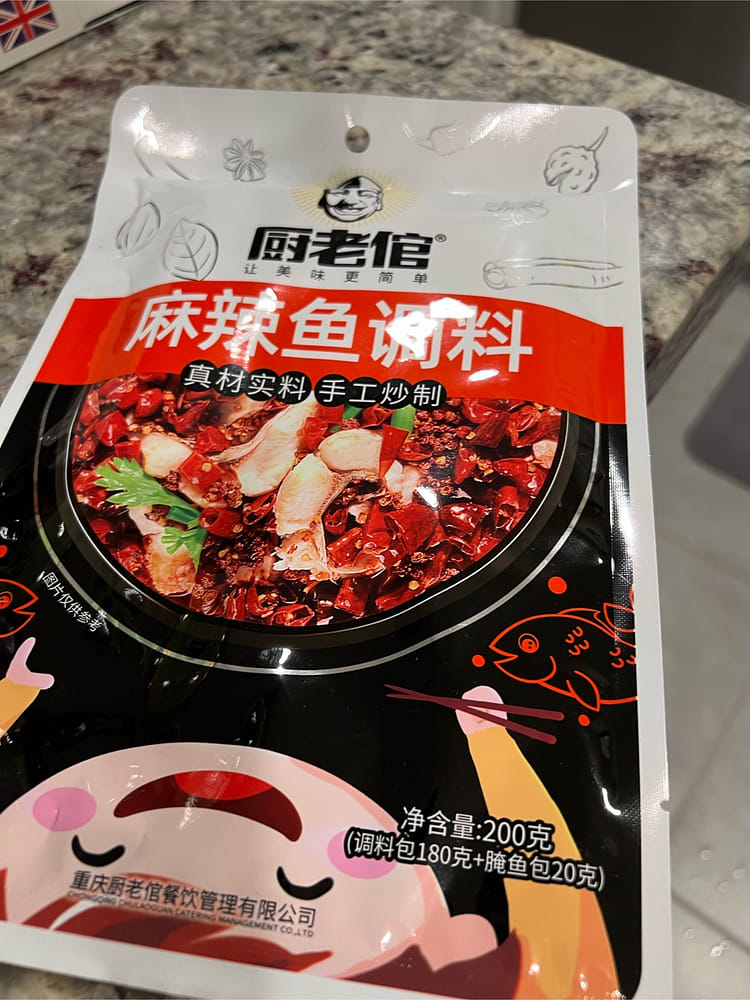 厨老倌®
让美味更简单
麻辣鱼调料
真材实料 手工炒制
图片仅供参考
净含量:200克
(调料包180克+腌鱼包20克)
重庆厨老倌餐饮管理有限公司
CHONGQING CHULAOGUAN CATERING MANAGEMENT CO.,LTD